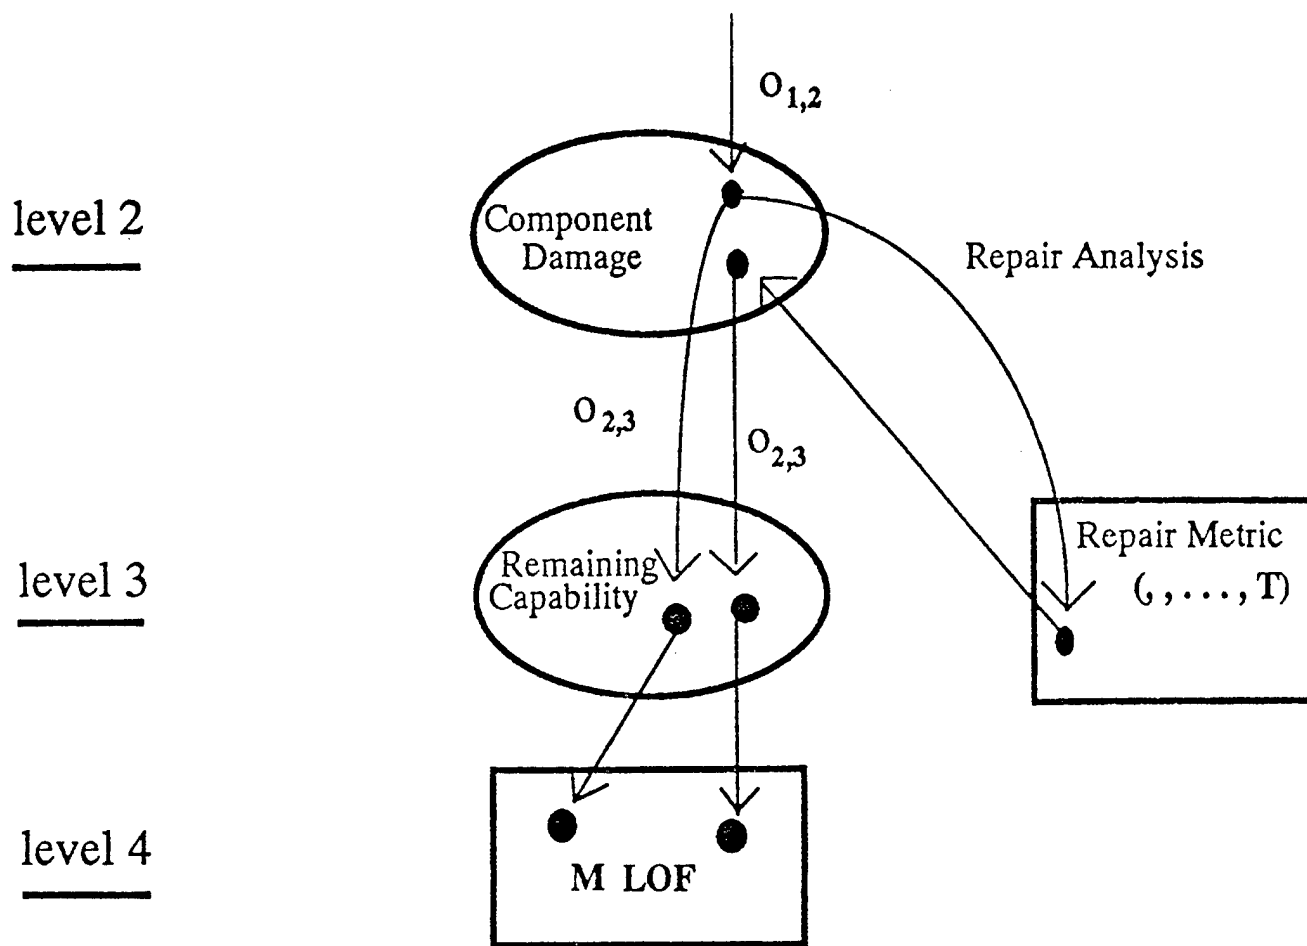 O1,2
level 2
Component
Damage
Repair Analysis
O2,3
O2,3
level 3
Remaining
Capability
Repair Metric
(,,...,T)
level 4
M LOF